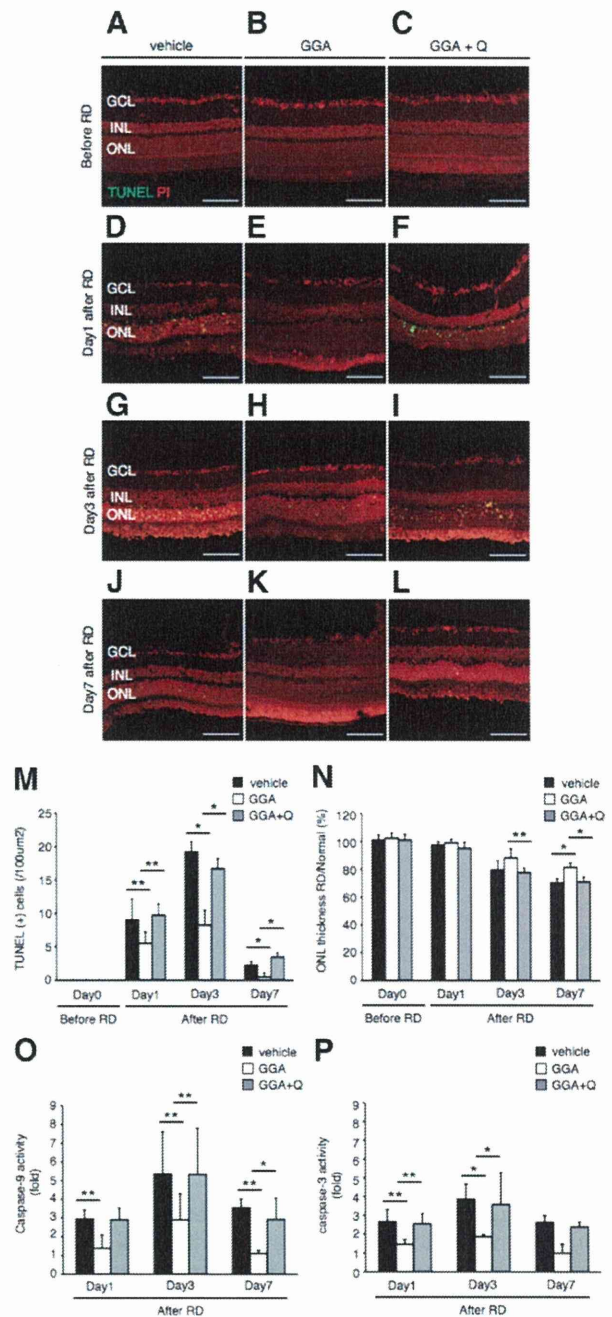 A B C
vehicle GGA GGA + Q
Before RD
GCL
INL
ONL
TUNEL PI
D E F
Day1 after RD
GCL
INL
ONL
G H I
Day3 after RD
GCL
INL
ONL
J K L
Day7 after RD
GCL
INL
ONL
M
vehicle
GGA
GGA+Q
TUNEL (+) cells (/100um2)
25
20
15
10
5
0
** **
* *
* *
Day0 Day1 Day3 Day7
Before RD After RD
N
vehicle
GGA
GGA+Q
ONL thickness RD/Normal (%)
120
100
80
60
40
20
0
**
* *
Day0 Day1 Day3 Day7
Before RD After RD
O
vehicle
GGA
GGA+Q
Caspase-9 activity
(fold)
9
8
7
6
5
4
3
2
1
0
**
** **
** *
Day1 Day3 Day7
After RD
P
vehicle
GGA
GGA+Q
caspase-3 activity
(fold)
9
8
7
6
5
4
3
2
1
0
** **
* *
Day1 Day3 Day7
After RD